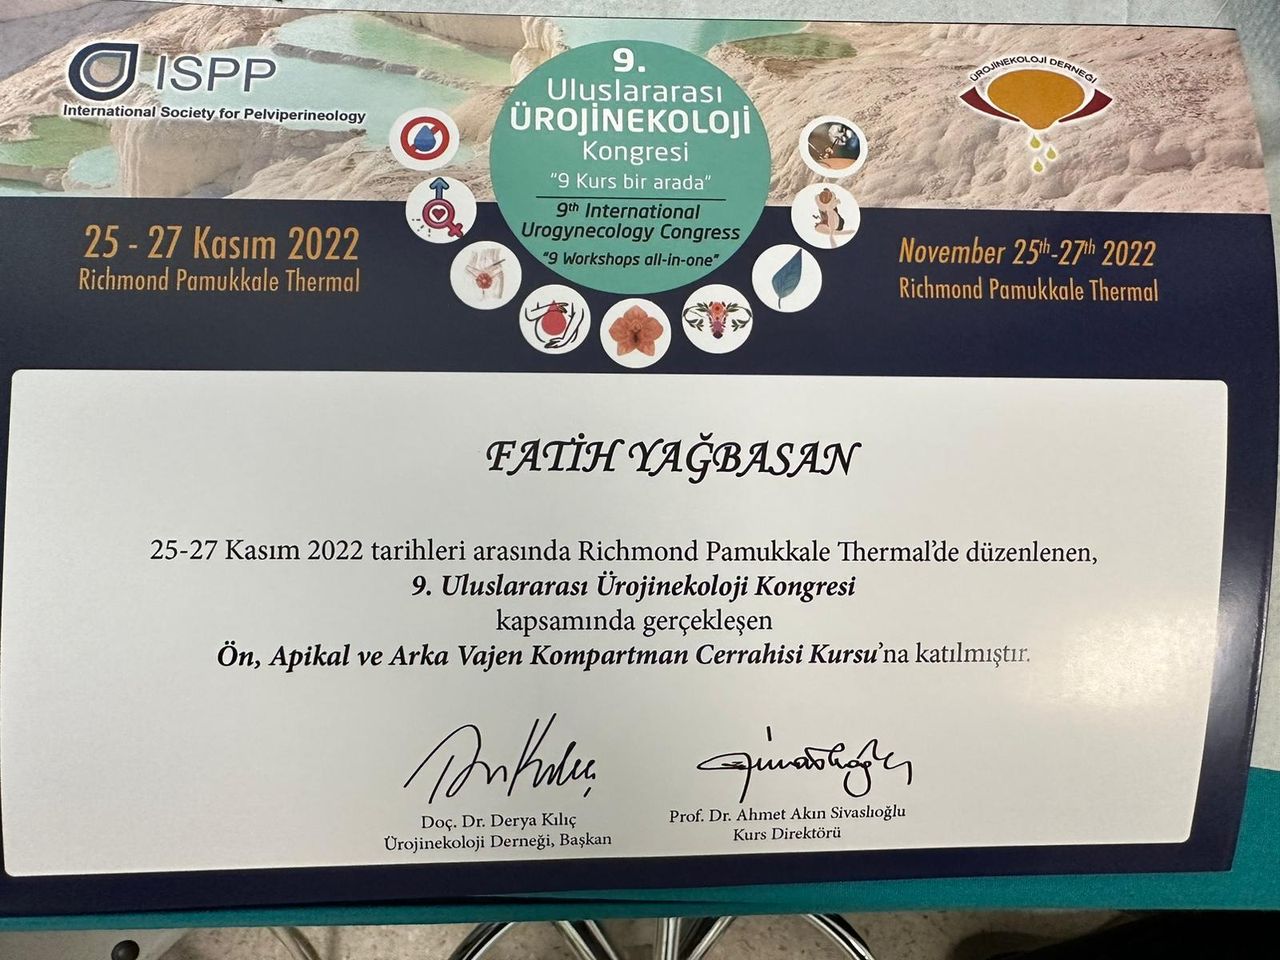 ISPP
International Society for Pelviperineology
9.
Uluslararası
ÜROJİNEKOLOJİ
Kongresi
"9 Kurs bir arada"
9th International
Urogynecology Congress
"9 Workshops all-in-one"
ÜROJİNEKOLOJİ DERNEĞİ
25 - 27 Kasım 2022
Richmond Pamukkale Thermal
November 25th-27th 2022
Richmond Pamukkale Thermal
FATİH YAĞBASAN
25-27 Kasım 2022 tarihleri arasında Richmond Pamukkale Thermal'de düzenlenen,
9. Uluslararası Ürojinekoloji Kongresi
kapsamında gerçekleşen
Ön, Apikal ve Arka Vajen Kompartman Cerrahisi Kursu'na katılmıştır.
Doç. Dr. Derya Kılıç
Ürojinekoloji Derneği, Başkan
Prof. Dr. Ahmet Akın Sivaslıoğlu
Kurs Direktörü